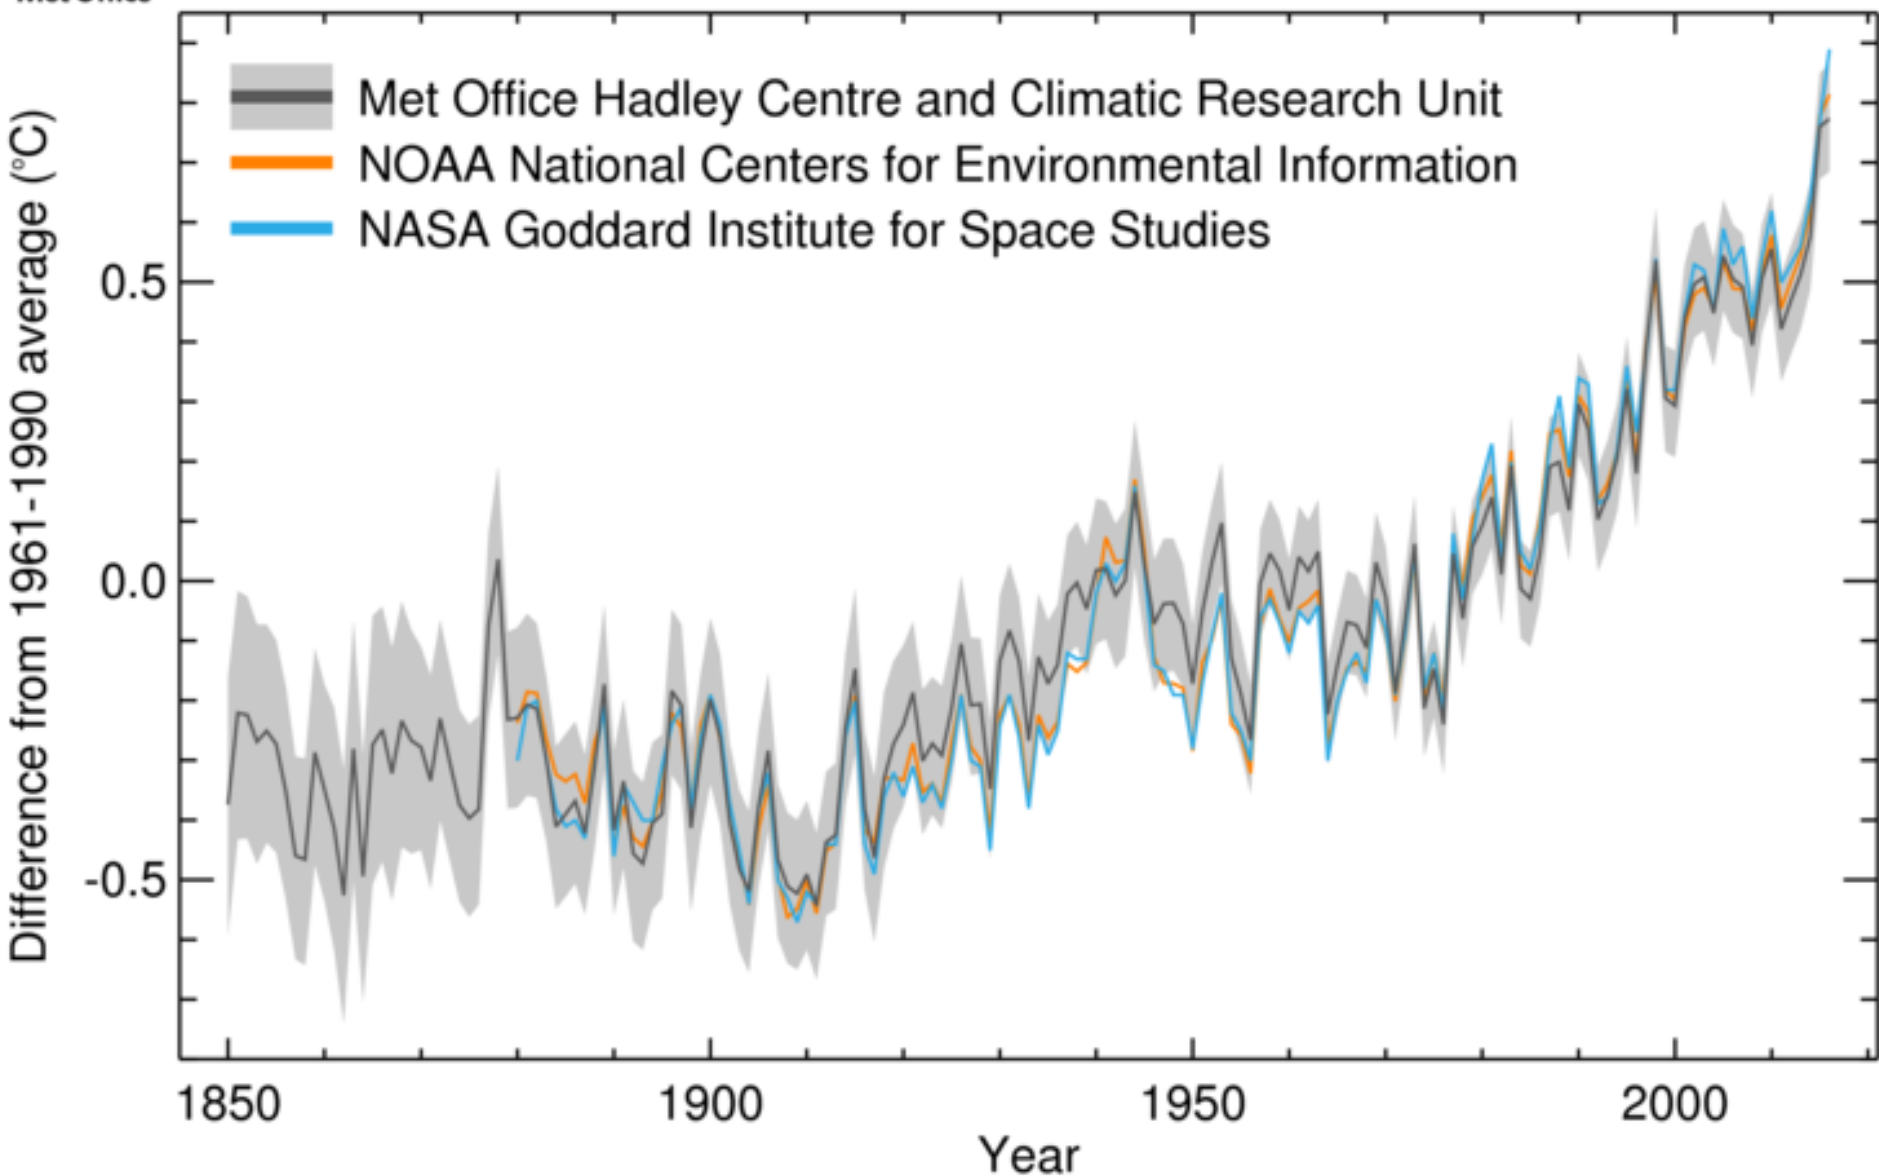 Met Office Hadley Centre and Climatic Research Unit
NOAA National Centers for Environmental Information
NASA Goddard Institute for Space Studies
Difference from 1961-1990 average (°C)
0.5
0.0
-0.5
1850 1900 1950 2000
Year